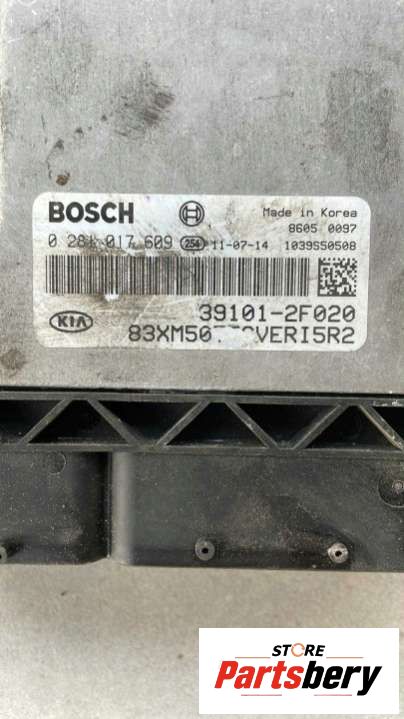 BOSCH
Made in Korea
8605 0097
0 281 017 609 254 11-07-14 1039S50508
39101-2F020
KIA
STORE
Partsbery